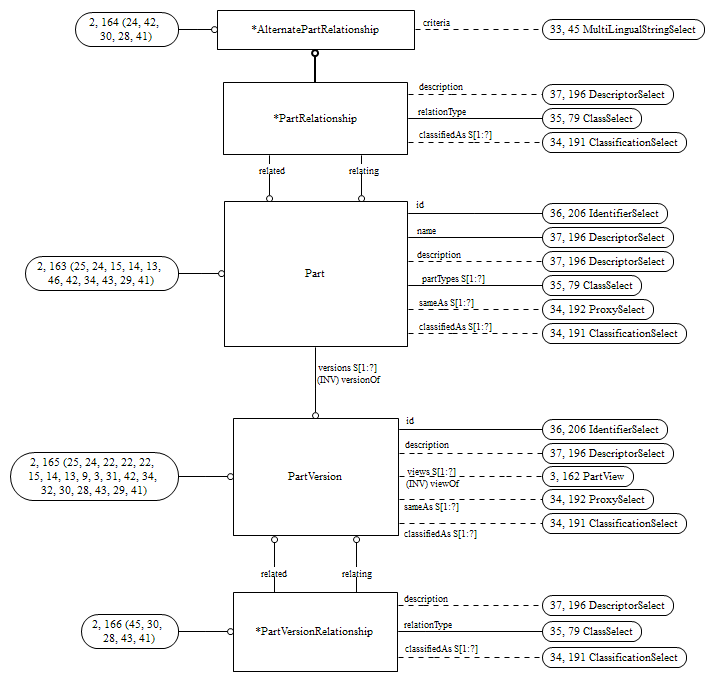 2, 164 (24, 42,
30, 28, 41)
*AlternatePartRelationship
criteria
33, 45 MultiLingualStringSelect
*PartRelationship
description
37, 196 DescriptorSelect
relationType
35, 79 ClassSelect
classifiedAs S[1:?]
34, 191 ClassificationSelect
related
relating
2, 163 (25, 24, 15, 14, 13,
46, 42, 34, 43, 29, 41)
Part
id
36, 206 IdentifierSelect
name
37, 196 DescriptorSelect
description
37, 196 DescriptorSelect
partTypes S[1:?]
35, 79 ClassSelect
sameAs S[1:?]
34, 192 ProxySelect
classifiedAs S[1:?]
34, 191 ClassificationSelect
versions S[1:?]
(INV) versionOf
2, 165 (25, 24, 22, 22, 22,
15, 14, 13, 9, 3, 31, 42, 34,
32, 30, 28, 43, 29, 41)
PartVersion
id
36, 206 IdentifierSelect
description
37, 196 DescriptorSelect
views S[1:?]
(INV) viewOf
3, 162 PartView
sameAs S[1:?]
34, 192 ProxySelect
classifiedAs S[1:?]
34, 191 ClassificationSelect
related
relating
2, 166 (45, 30,
28, 43, 41)
*PartVersionRelationship
description
37, 196 DescriptorSelect
relationType
35, 79 ClassSelect
classifiedAs S[1:?]
34, 191 ClassificationSelect